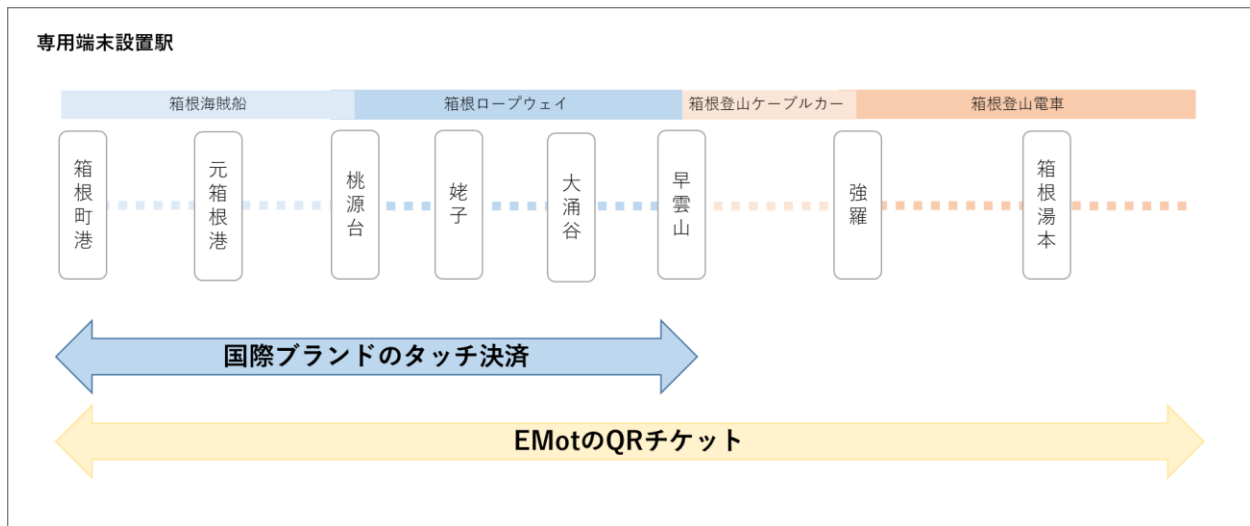 専用端末設置駅
箱根海賊船
箱根ロープウェイ
箱根登山ケーブルカー
箱根登山電車
箱根町港
元箱根港
桃源台
姥子
大涌谷
早雲山
強羅
箱根湯本
国際ブランドのタッチ決済
EMotのQRチケット